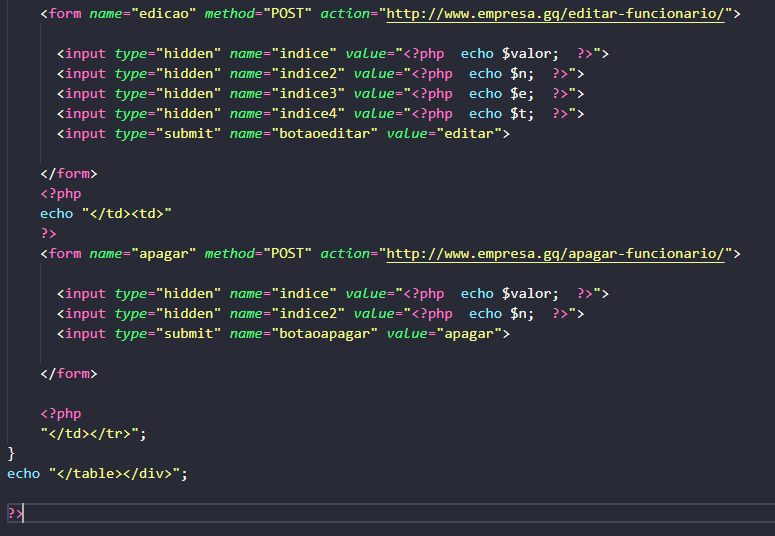 <form name="edicao" method="POST" action="http://www.empresa.gq/editar-funcionario/">
<input type="hidden" name="indice" value="<?php  echo $valor;  ?>">
<input type="hidden" name="indice2" value="<?php  echo $n;  ?>">
<input type="hidden" name="indice3" value="<?php  echo $e;  ?>">
<input type="hidden" name="indice4" value="<?php  echo $t;  ?>">
<input type="submit" name="botaoeditar" value="editar">
</form>
<?php
echo "</td><td>"
?>
<form name="apagar" method="POST" action="http://www.empresa.gq/apagar-funcionario/">
<input type="hidden" name="indice" value="<?php  echo $valor;  ?>">
<input type="hidden" name="indice2" value="<?php  echo $n;  ?>">
<input type="submit" name="botaoapagar" value="apagar">
</form>
<?php
"</td></tr>";
}
echo "</table></div>";
?>